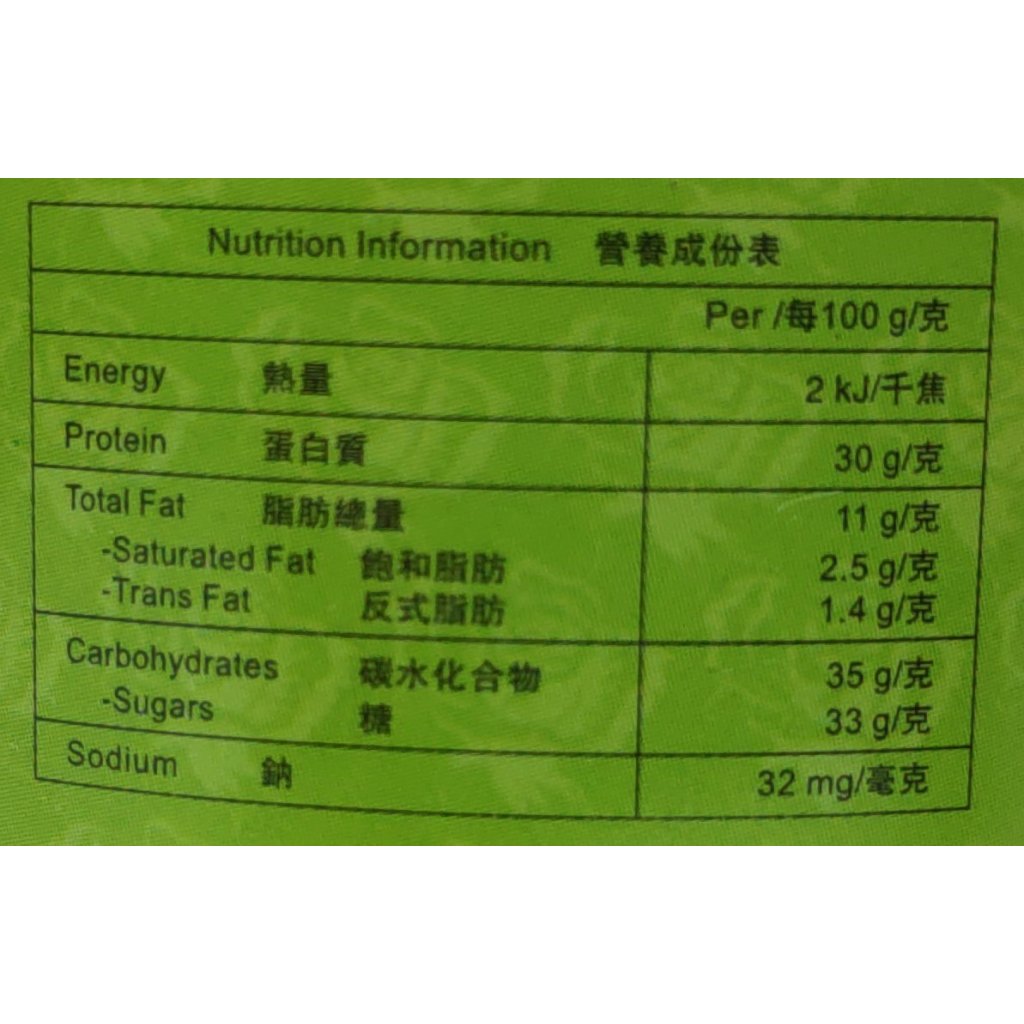 Nutrition Information 營養成份表
Per /每100 g/克
Energy 熱量 2 kJ/千焦
Protein 蛋白質 30 g/克
Total Fat 脂肪總量 11 g/克
-Saturated Fat 飽和脂肪 2.5 g/克
-Trans Fat 反式脂肪 1.4 g/克
Carbohydrates 碳水化合物 35 g/克
-Sugars 糖 33 g/克
Sodium 鈉 32 mg/毫克